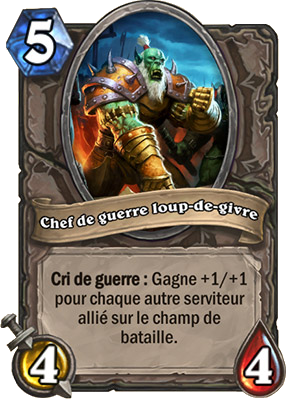 5
Chef de guerre loup-de-givre
Cri de guerre : Gagne +1/+1
pour chaque autre serviteur
allié sur le champ de
bataille.
4
4